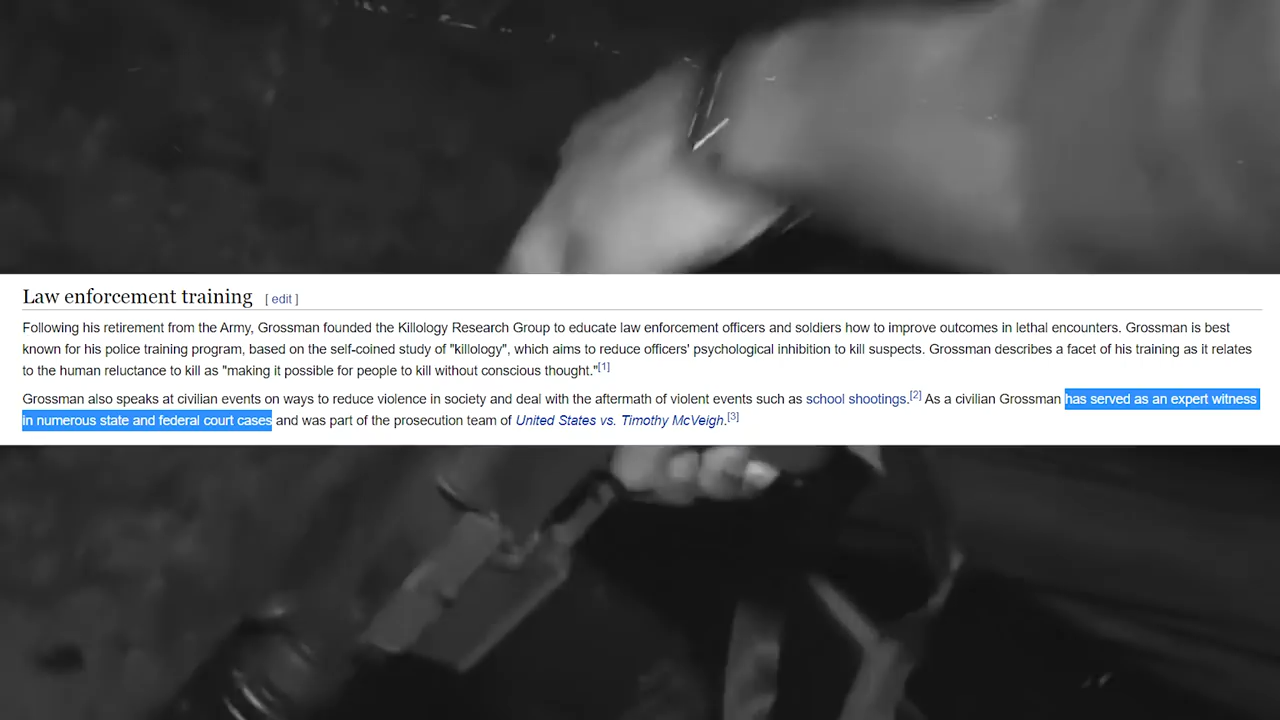 Law enforcement training [ edit ]
Following his retirement from the Army, Grossman founded the Killology Research Group to educate law enforcement officers and soldiers how to improve outcomes in lethal encounters. Grossman is best
known for his police training program, based on the self-coined study of "killology", which aims to reduce officers' psychological inhibition to kill suspects. Grossman describes a facet of his training as it relates
to the human reluctance to kill as "making it possible for people to kill without conscious thought."[1]
Grossman also speaks at civilian events on ways to reduce violence in society and deal with the aftermath of violent events such as school shootings.[2] As a civilian Grossman has served as an expert witness
in numerous state and federal court cases and was part of the prosecution team of United States vs. Timothy McVeigh.[3]